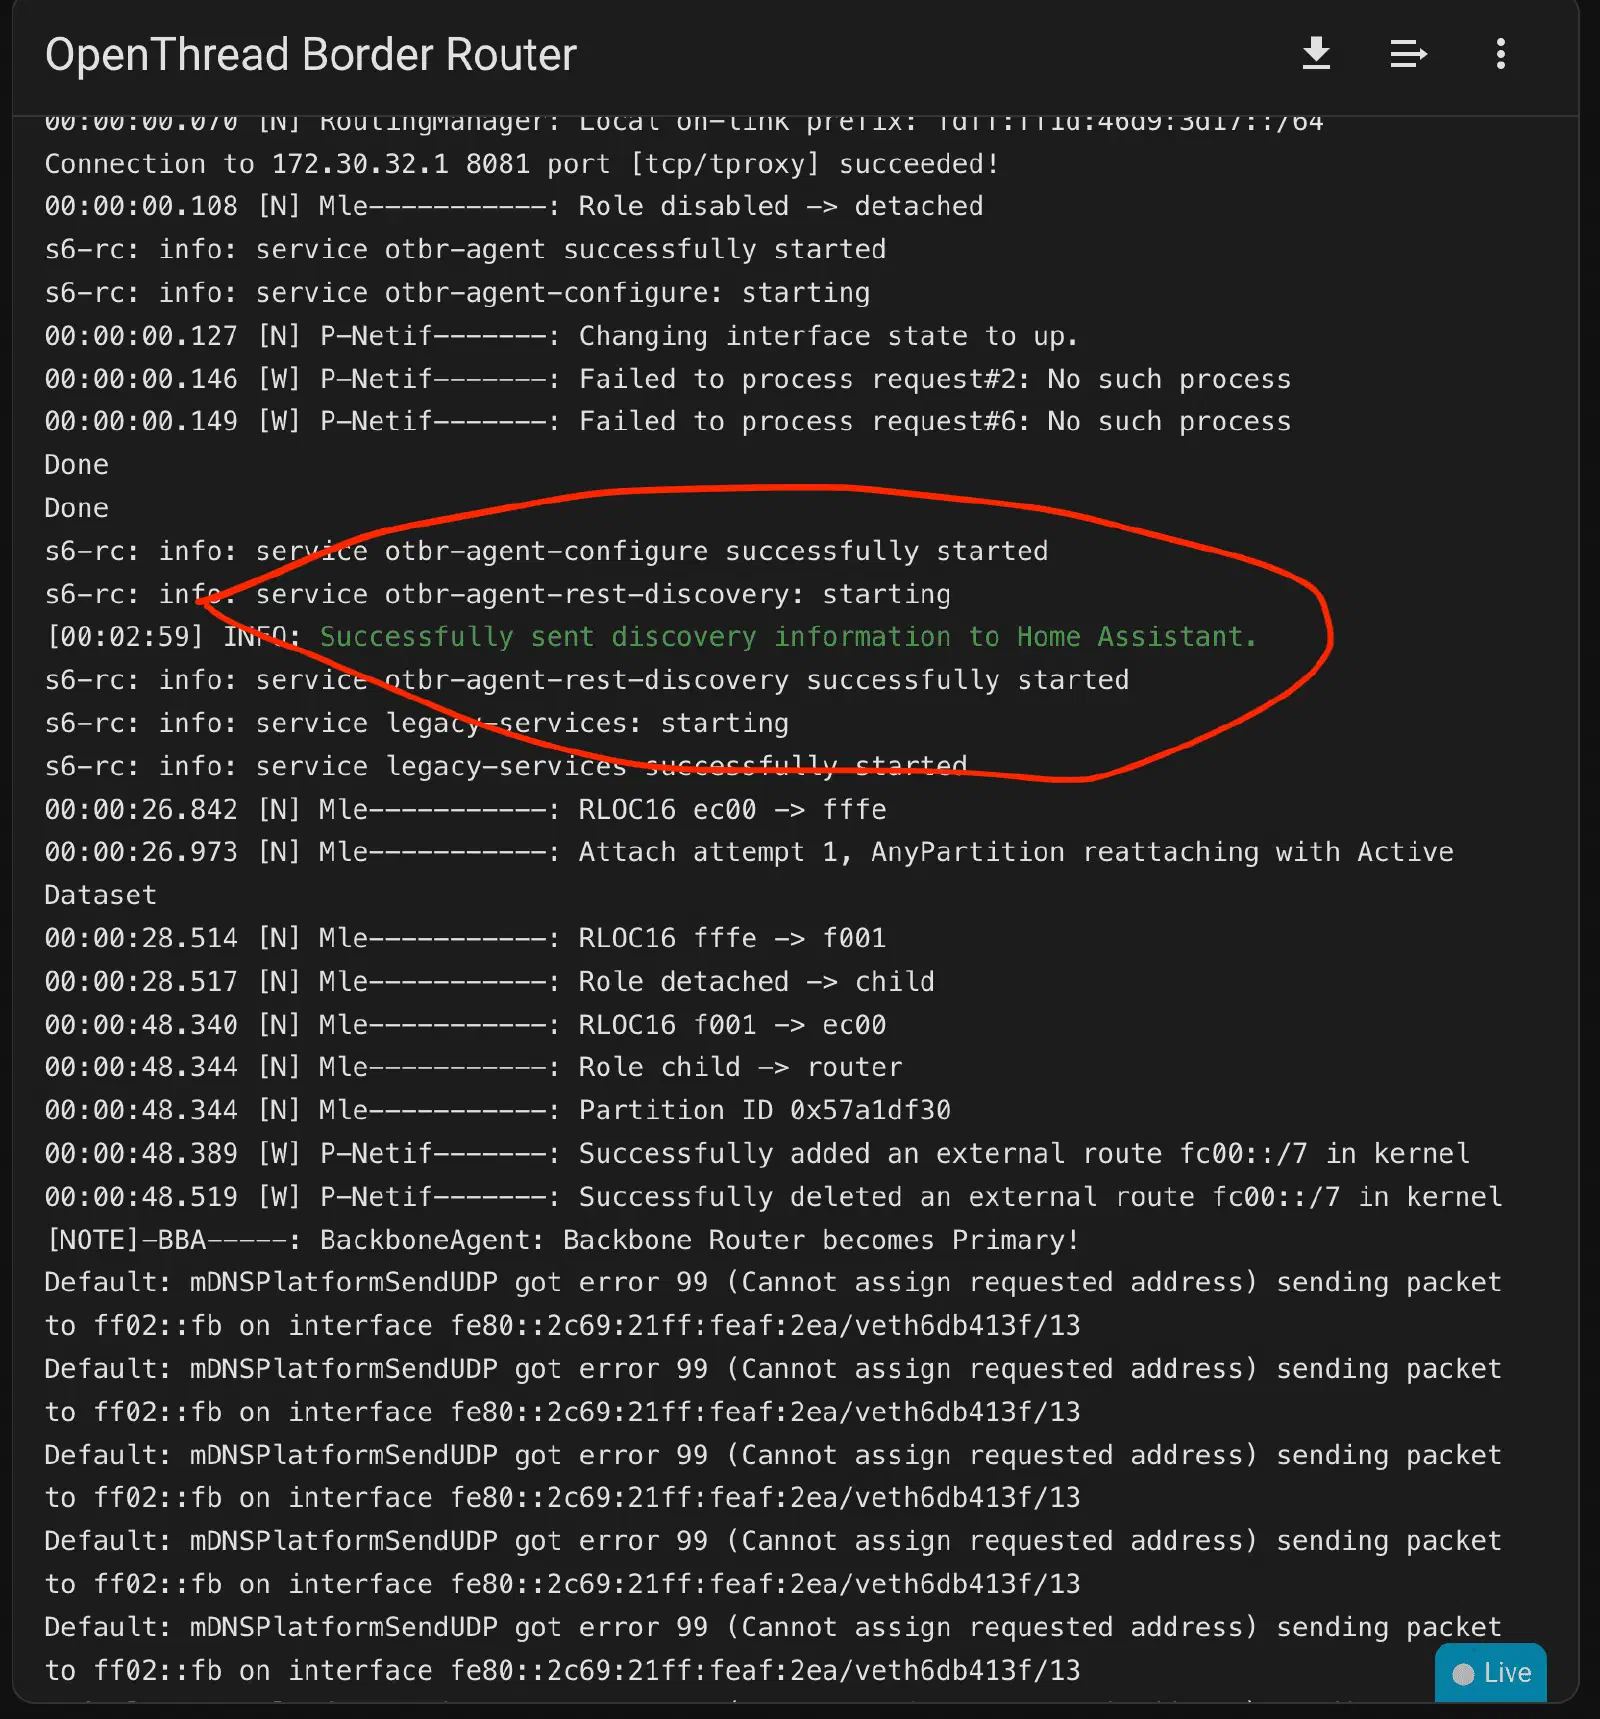 OpenThread Border Router
00:00:00.070 [N] RoutingManager: Local on-link prefix: fdff:ff1d:46d9:3d17::/64
Connection to 172.30.32.1 8081 port [tcp/tproxy] succeeded!
00:00:00.108 [N] Mle-----------: Role disabled -> detached
s6-rc: info: service otbr-agent successfully started
s6-rc: info: service otbr-agent-configure: starting
00:00:00.127 [N] P-Netif-------: Changing interface state to up.
00:00:00.146 [W] P-Netif-------: Failed to process request#2: No such process
00:00:00.149 [W] P-Netif-------: Failed to process request#6: No such process
Done
Done
s6-rc: info: service otbr-agent-configure successfully started
s6-rc: info: service otbr-agent-rest-discovery: starting
[00:02:59] INFO: Successfully sent discovery information to Home Assistant.
s6-rc: info: service otbr-agent-rest-discovery successfully started
s6-rc: info: service legacy-services: starting
s6-rc: info: service legacy-services successfully started
00:00:26.842 [N] Mle-----------: RLOC16 ec00 -> fffe
00:00:26.973 [N] Mle-----------: Attach attempt 1, AnyPartition reattaching with Active
Dataset
00:00:28.514 [N] Mle-----------: RLOC16 fffe -> f001
00:00:28.517 [N] Mle-----------: Role detached -> child
00:00:48.340 [N] Mle-----------: RLOC16 f001 -> ec00
00:00:48.344 [N] Mle-----------: Role child -> router
00:00:48.344 [N] Mle-----------: Partition ID 0x57a1df30
00:00:48.389 [W] P-Netif-------: Successfully added an external route fc00::/7 in kernel
00:00:48.519 [W] P-Netif-------: Successfully deleted an external route fc00::/7 in kernel
[NOTE]-BBA-----: BackboneAgent: Backbone Router becomes Primary!
Default: mDNSPlatformSendUDP got error 99 (Cannot assign requested address) sending packet
to ff02::fb on interface fe80::2c69:21ff:feaf:2ea/veth6db413f/13
Default: mDNSPlatformSendUDP got error 99 (Cannot assign requested address) sending packet
to ff02::fb on interface fe80::2c69:21ff:feaf:2ea/veth6db413f/13
Default: mDNSPlatformSendUDP got error 99 (Cannot assign requested address) sending packet
to ff02::fb on interface fe80::2c69:21ff:feaf:2ea/veth6db413f/13
Default: mDNSPlatformSendUDP got error 99 (Cannot assign requested address) sending packet
to ff02::fb on interface fe80::2c69:21ff:feaf:2ea/veth6db413f/13
Default: mDNSPlatformSendUDP got error 99 (Cannot assign requested address) sending packet
to ff02::fb on interface fe80::2c69:21ff:feaf:2ea/veth6db413f/13
Live